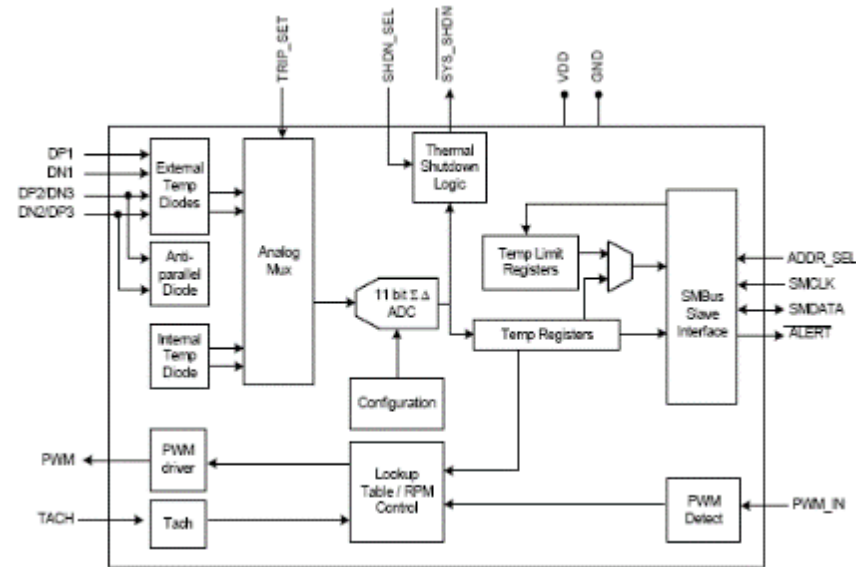 TRIP_SET
SHDN_SEL
SYS_SHDN
VDD
GND
DP1
DN1
DP2/DN3
DN2/DP3
External
Temp
Diodes
Anti-
parallel
Diode
Internal
Temp
Diode
Analog
Mux
Thermal
Shutdown
Logic
11 bit Σ Δ
ADC
Configuration
Temp Limit
Registers
Temp Registers
SMBus
Slave
Interface
ADDR_SEL
SMCLK
SMDATA
ALERT
PWM
PWM
driver
TACH
Tach
Lookup
Table / RPM
Control
PWM
Detect
PWM_IN